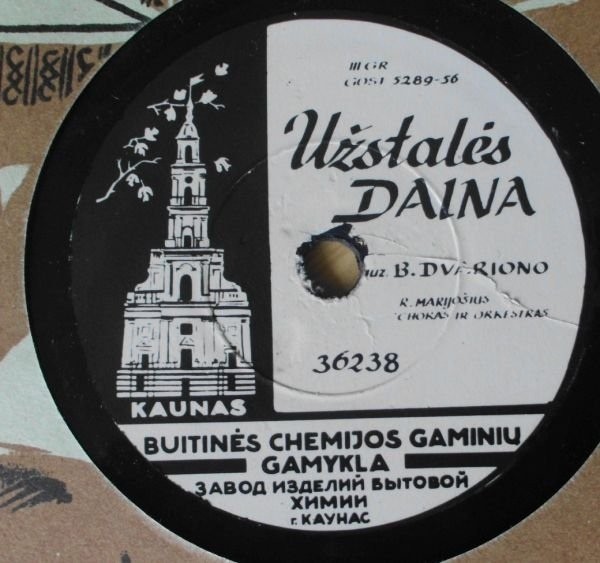 III GR
GOST 5289-56
Užstalės
DAINA
muz. B. DVARIONO
R. MARIJOŠIUS
CHORAS IR ORKESTRAS
36238
KAUNAS
BUITINĖS CHEMIJOS GAMINIŲ
GAMYKLA
ЗАВОД ИЗДЕЛИЙ БЫТОВОЙ
ХИМИИ
г. КАУНАС